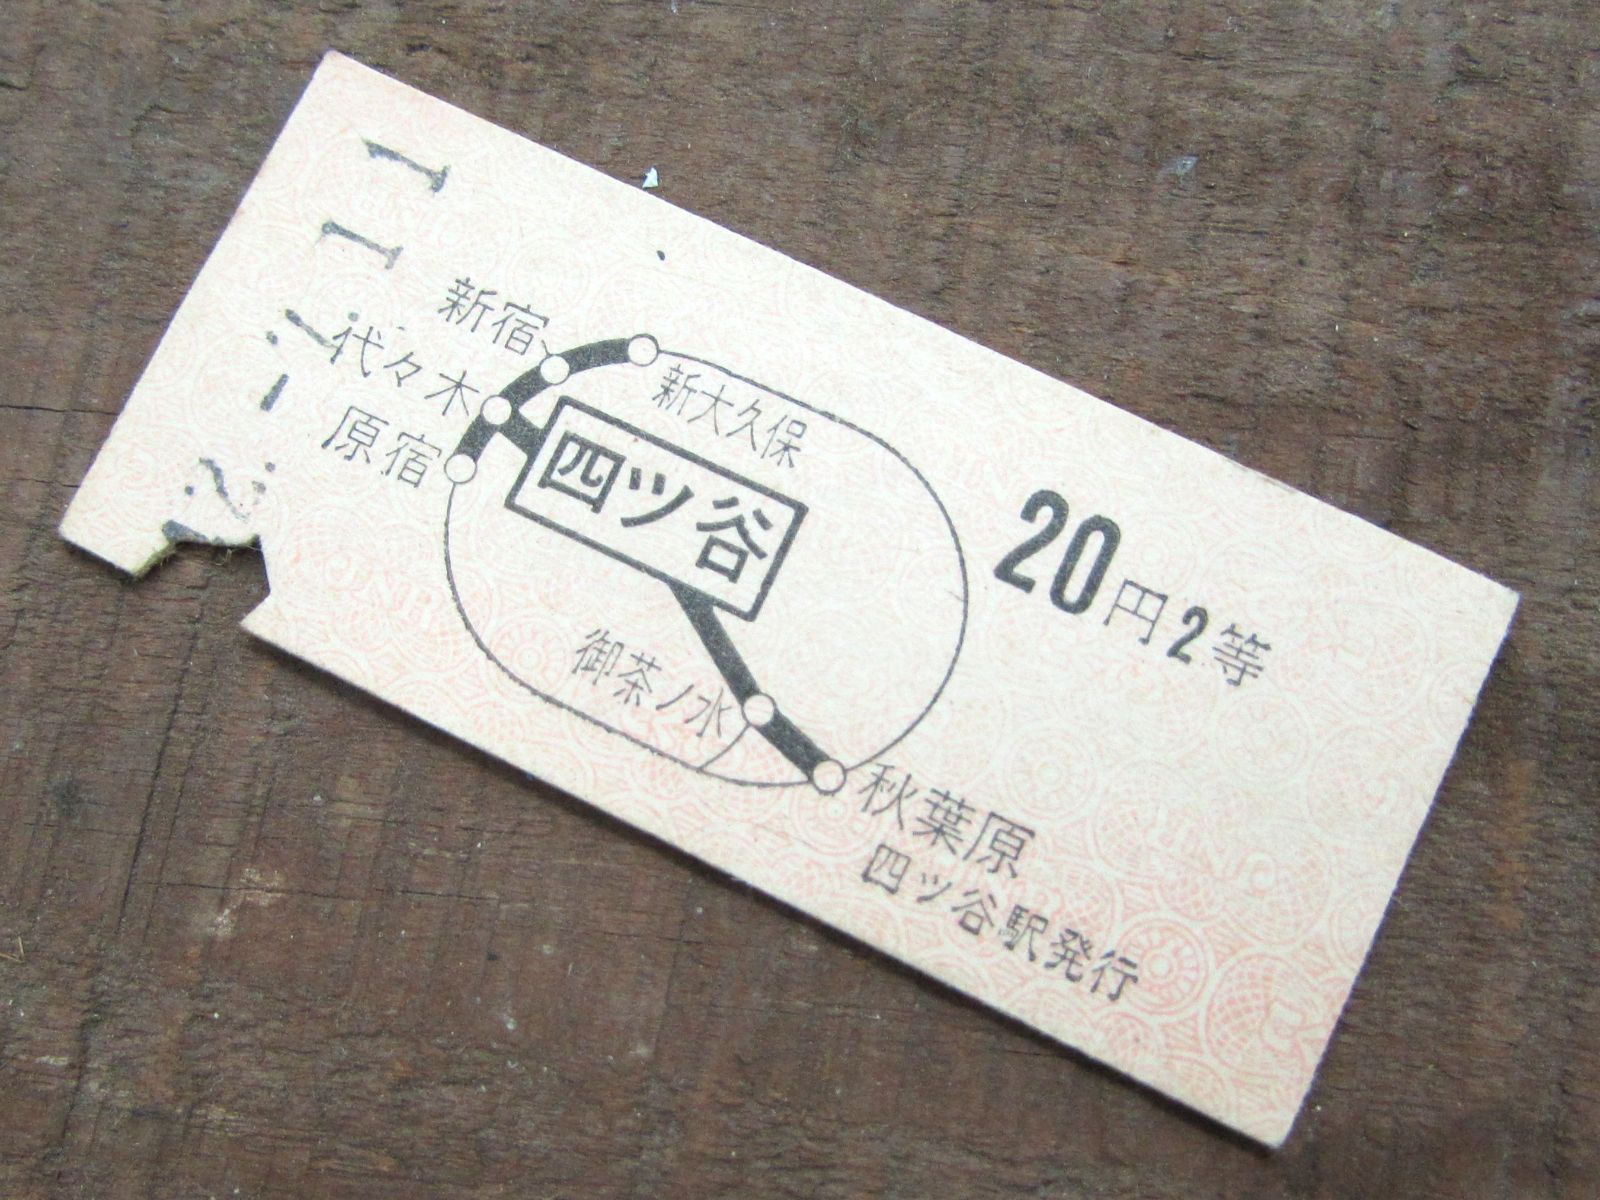 新宿
代々木
原宿
新大久保
四ツ谷
20円2等
御茶ノ水
秋葉原
四ツ谷駅発行